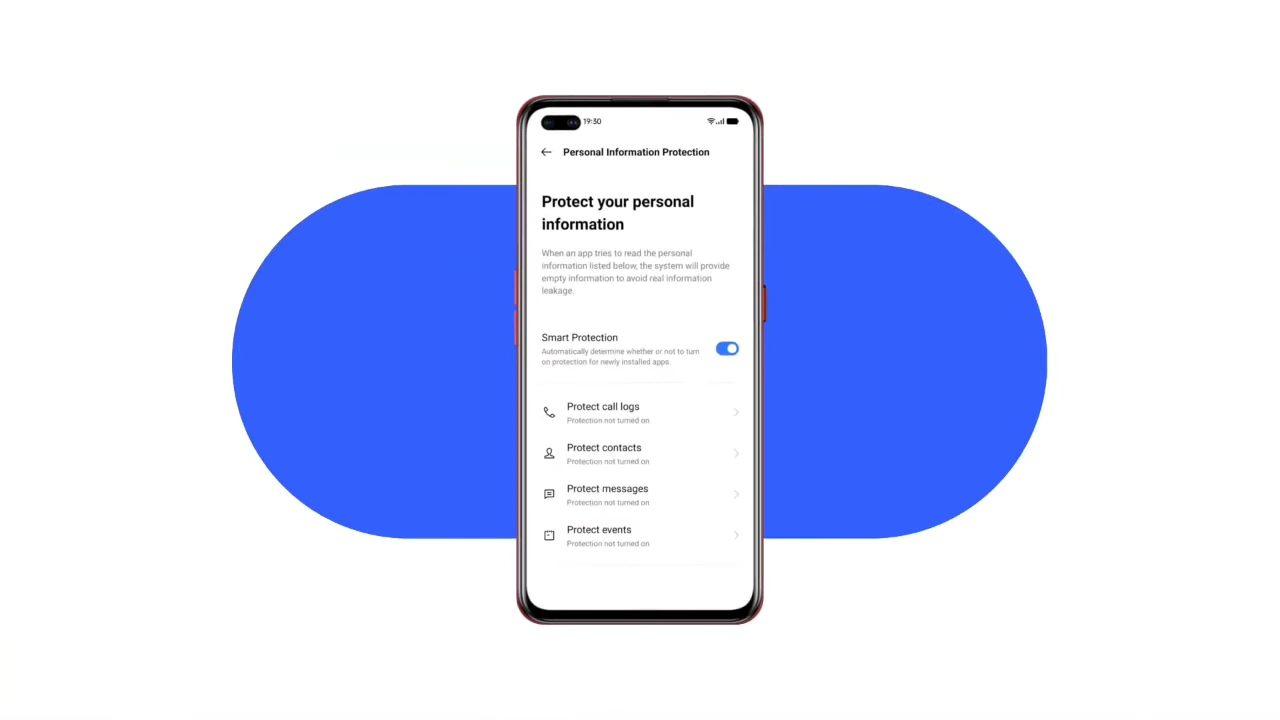 19:30
Personal Information Protection
Protect your personal
information
When an app tries to read the personal
information listed below, the system will provide
empty information to avoid real information
leakage.
Smart Protection
Automatically determine whether or not to turn
on protection for newly installed apps.
Protect call logs
Protection not turned on
Protect contacts
Protection not turned on
Protect messages
Protection not turned on
Protect events
Protection not turned on